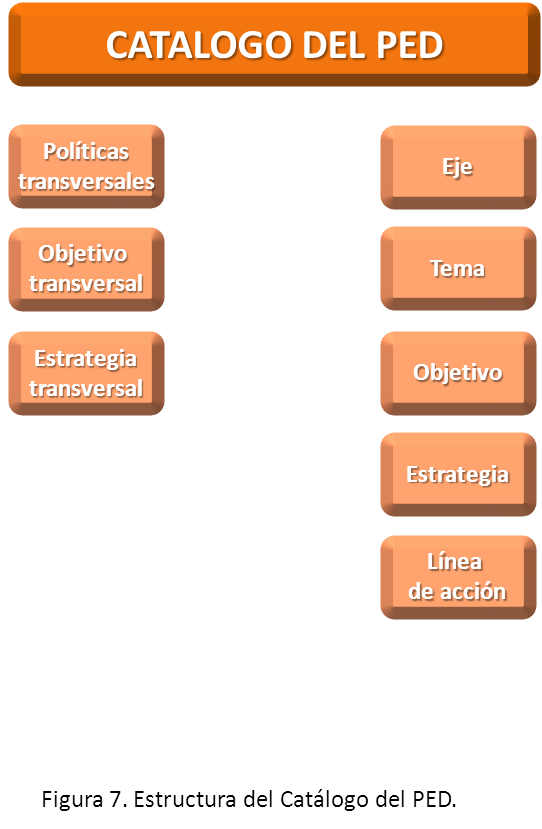 CATALOGO DEL PED
Políticas
transversales
Objetivo
transversal
Estrategia
transversal
Eje
Tema
Objetivo
Estrategia
Línea
de acción
Figura 7. Estructura del Catálogo del PED.